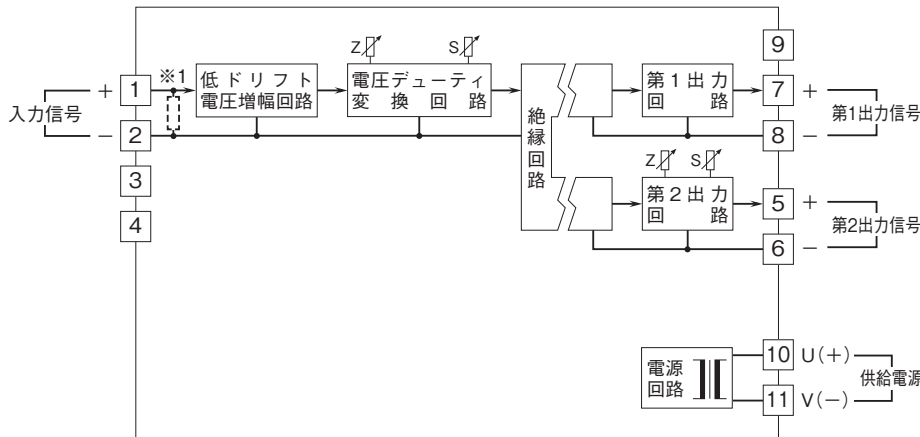 入力信号
+
1
−
2
3
4
※1
低ドリフト
電圧増幅回路
Z
S
電圧デューティ
変換回路
絶縁回路
第1出力
回路
9
7
+
8
−
第1出力信号
Z
S
第2出力
回路
5
+
6
−
第2出力信号
電源
回路
10
U(+)
11
V(−)
供給電源